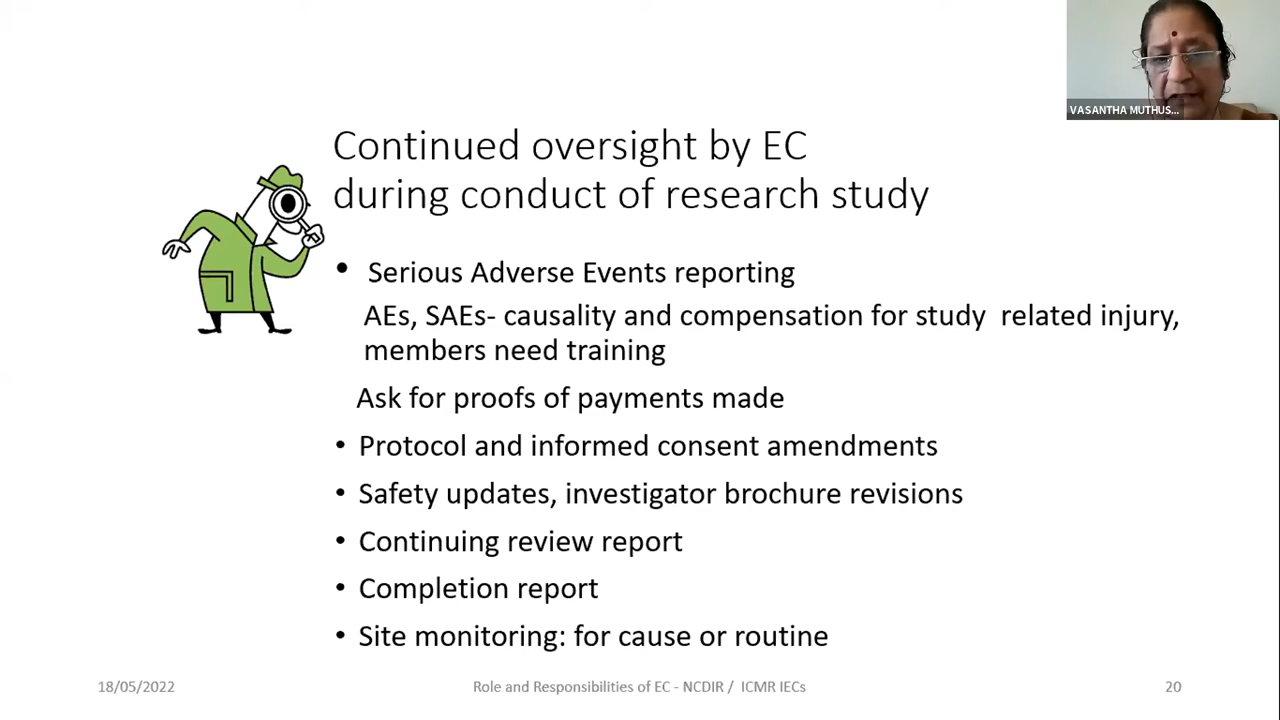 VASANTHA MUTHUS...
Continued oversight by EC
during conduct of research study
• Serious Adverse Events reporting
AEs, SAEs- causality and compensation for study related injury,
members need training
Ask for proofs of payments made
• Protocol and informed consent amendments
• Safety updates, investigator brochure revisions
• Continuing review report
• Completion report
• Site monitoring: for cause or routine
18/05/2022
Role and Responsibilities of EC - NCDIR / ICMR IECs
20